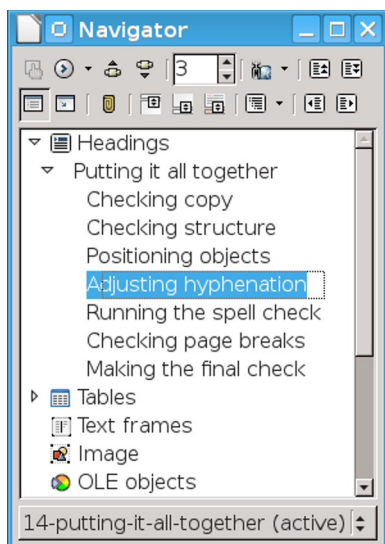 Navigator
3
Headings
Putting it all together
Checking copy
Checking structure
Positioning objects
Adjusting hyphenation
Running the spell check
Checking page breaks
Making the final check
Tables
Text frames
Image
OLE objects
14-putting-it-all-together (active)